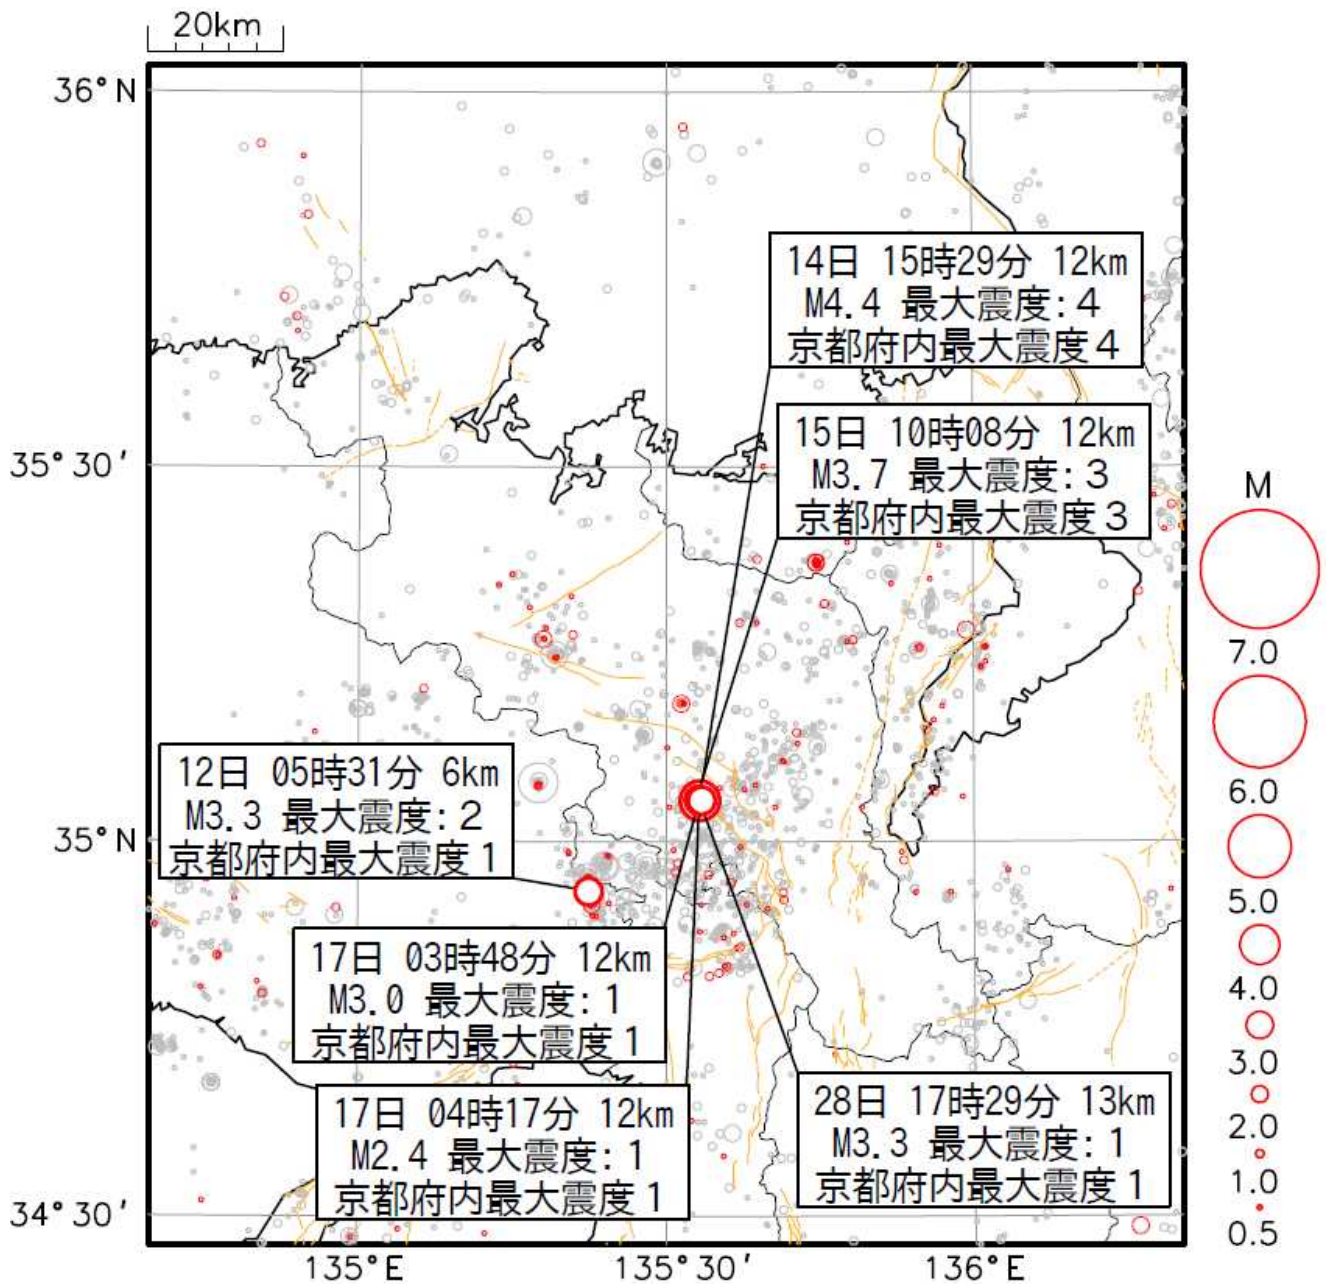 20km
36°N
14日 15時29分 12km
M4.4 最大震度:4
京都府内最大震度4
15日 10時08分 12km
M3.7 最大震度:3
京都府内最大震度3
35°30′
M
7.0
6.0
5.0
4.0
3.0
2.0
1.0
0.5
12日 05時31分 6km
M3.3 最大震度:2
京都府内最大震度1
35°N
17日 03時48分 12km
M3.0 最大震度:1
京都府内最大震度1
17日 04時17分 12km
M2.4 最大震度:1
京都府内最大震度1
28日 17時29分 13km
M3.3 最大震度:1
京都府内最大震度1
34°30′
135°E
135°30′
136°E